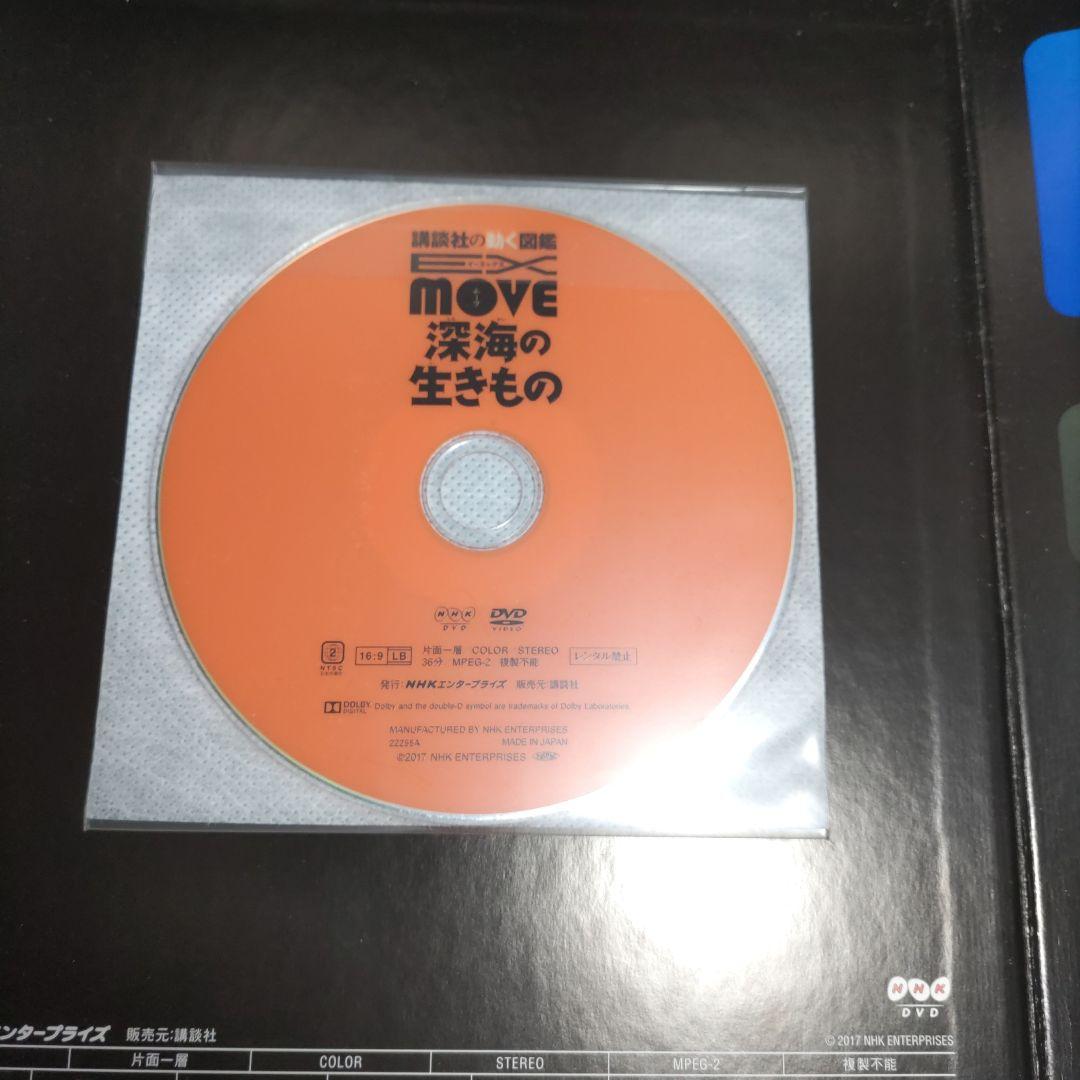 講談社の動く図鑑
EX
MOVE
深海の
生きもの
NHK
DVD
DVD
VIDEO
2
NTSC
16:9 LB
片面一層 COLOR STEREO
36分 MPEG-2 複製不能
レンタル禁止
発行:NHKエンタープライズ 販売元:講談社
DOLBY
DIGITAL
Dolby and the double-D symbol are trademarks of Dolby Laboratories.
MANUFACTURED BY NHK ENTERPRISES
ZZZ55A MADE IN JAPAN
©2017 NHK ENTERPRISES
NHK
DVD
ンタープライズ 販売元:講談社
© 2017 NHK ENTERPRISES
片面一層 COLOR STEREO MPEG-2 複製不能